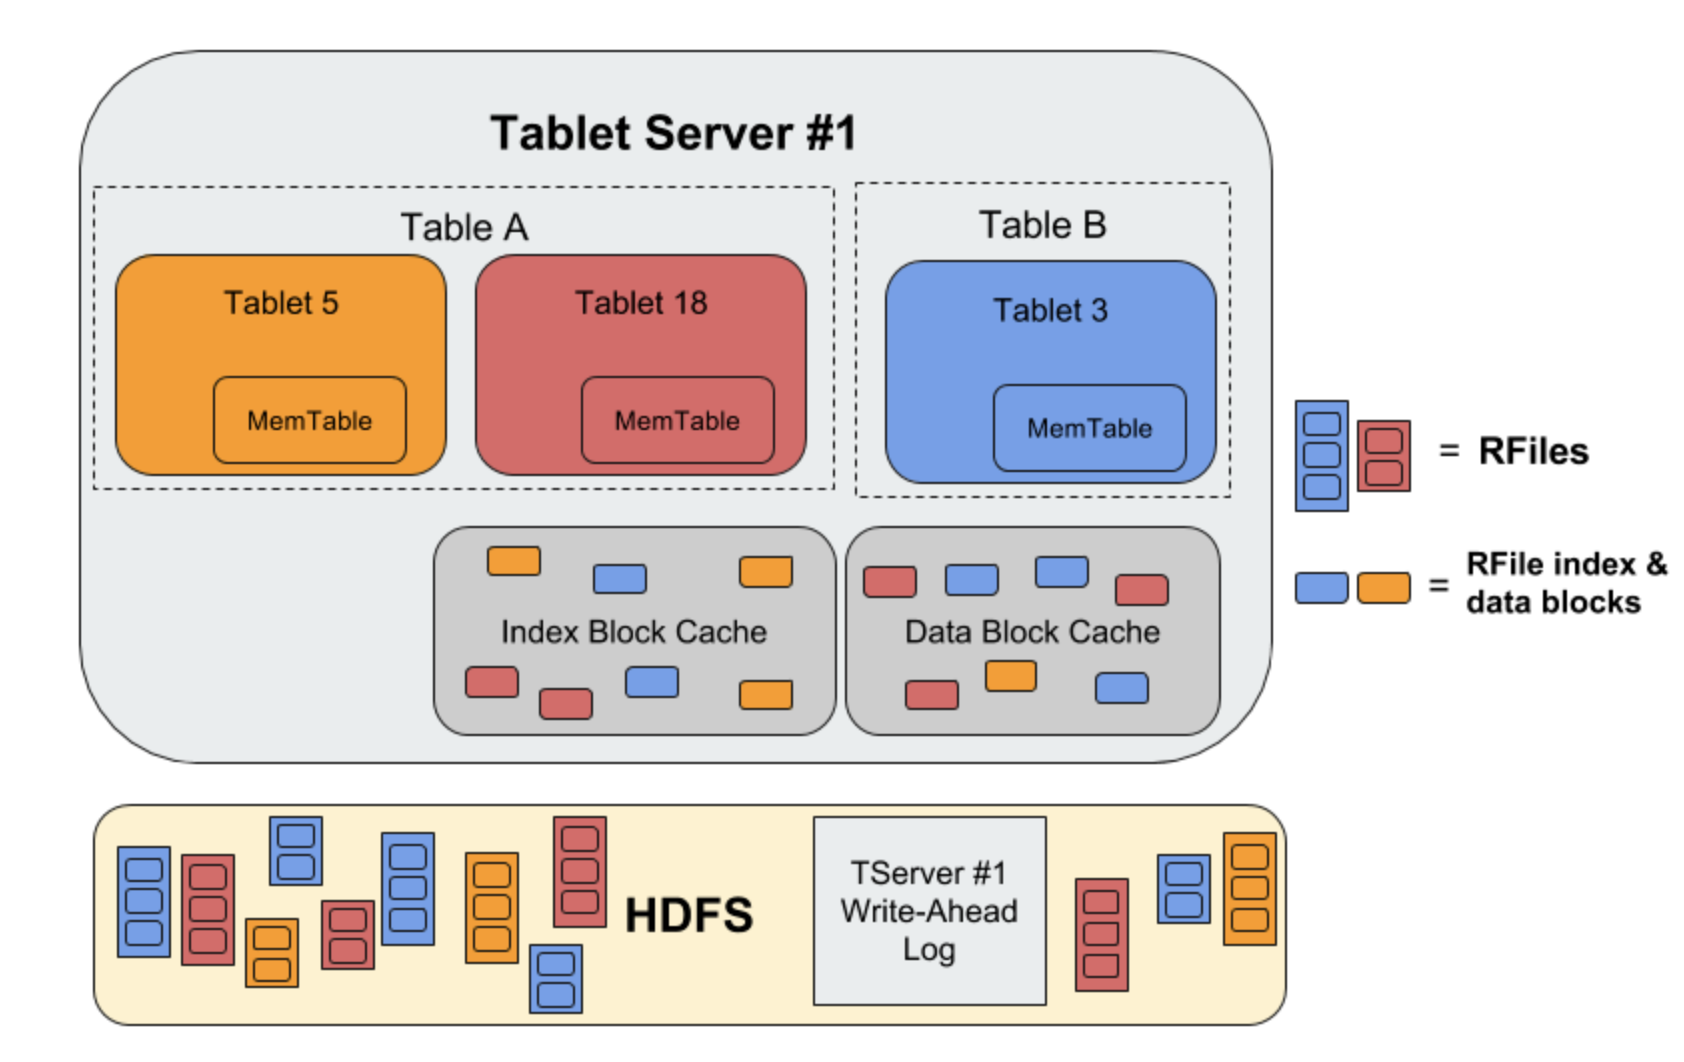 Tablet Server #1
Table A
Table B
Tablet 5
Tablet 18
Tablet 3
MemTable
MemTable
MemTable
= RFiles
= RFile index &
data blocks
Index Block Cache
Data Block Cache
HDFS
TServer #1
Write-Ahead
Log